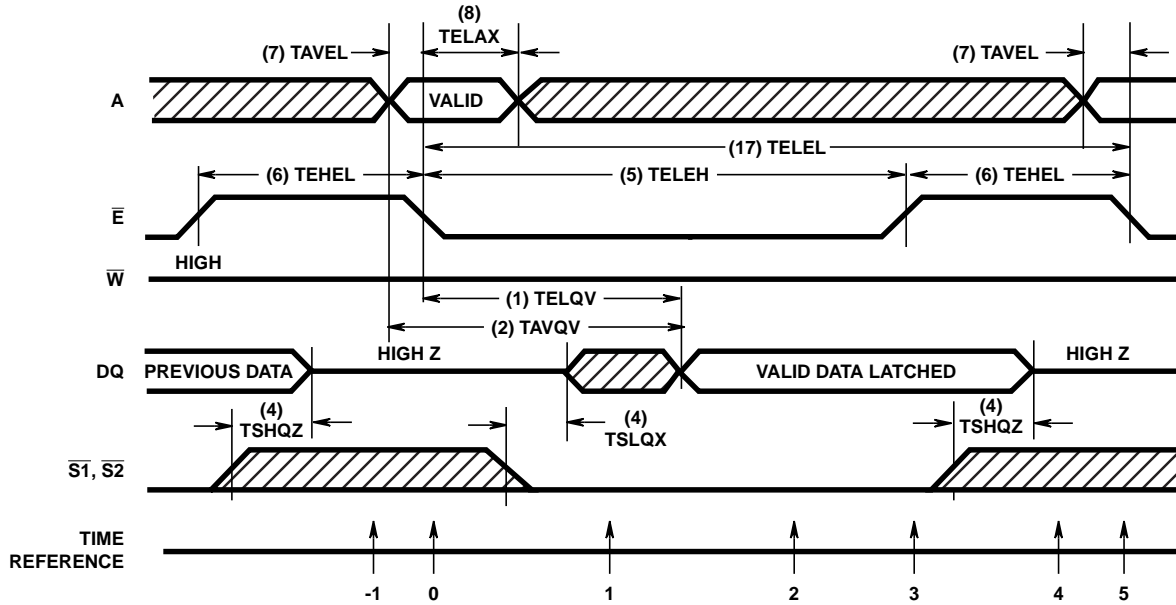 (8)
TELAX
(7) TAVEL
(7) TAVEL
A
VALID
(17) TELEL
(6) TEHEL
(5) TELEH
(6) TEHEL
E
HIGH
W
(1) TELQV
(2) TAVQV
HIGH Z
HIGH Z
DQ
PREVIOUS DATA
VALID DATA LATCHED
(4)
TSHQZ
(4)
TSLQX
(4)
TSHQZ
S1, S2
TIME
REFERENCE
-1 0 1 2 3 4 5